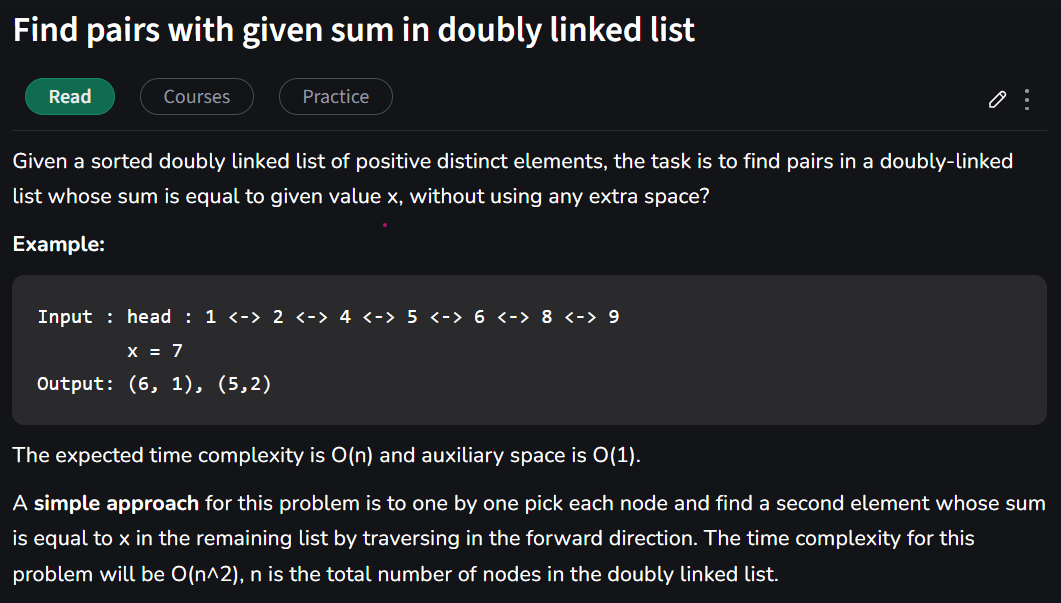 Find pairs with given sum in doubly linked list
Read Courses Practice
Given a sorted doubly linked list of positive distinct elements, the task is to find pairs in a doubly-linked
list whose sum is equal to given value x, without using any extra space?
Example:
Input : head : 1 <-> 2 <-> 4 <-> 5 <-> 6 <-> 8 <-> 9
x = 7
Output: (6, 1), (5,2)
The expected time complexity is O(n) and auxiliary space is O(1).
A simple approach for this problem is to one by one pick each node and find a second element whose sum
is equal to x in the remaining list by traversing in the forward direction. The time complexity for this
problem will be O(n^2), n is the total number of nodes in the doubly linked list.